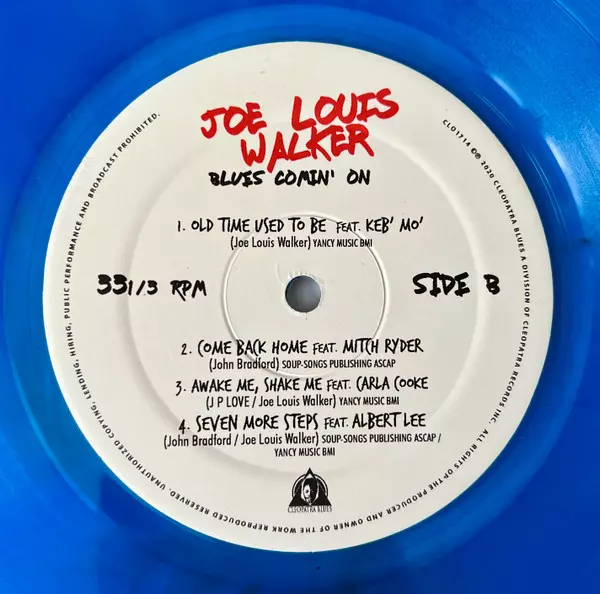 JOE LOUIS
WALKER
BLUES COMIN' ON
1. OLD TIME USED TO BE FEAT. KEB' MO'
(Joe Louis Walker) YANCY MUSIC BMI
33 1/3 RPM
SIDE B
2. COME BACK HOME FEAT. MITCH RYDER
(John Bradford) SOUP-SONGS PUBLISHING ASCAP
3. AWAKE ME, SHAKE ME FEAT. CARLA COOKE
(J P LOVE / Joe Louis Walker) YANCY MUSIC BMI
4. SEVEN MORE STEPS FEAT. ALBERT LEE
(John Bradford / Joe Louis Walker) SOUP-SONGS PUBLISHING ASCAP /
YANCY MUSIC BMI
CLEOPATRA BLUES
CLO1714 ©℗ 2020 CLEOPATRA BLUES A DIVISION OF CLEOPATRA RECORDS INC. ALL RIGHTS OF THE PRODUCER AND OWNER OF THE WORK REPRODUCED RESERVED. UNAUTHORIZED COPYING, LENDING, HIRING, PUBLIC PERFORMANCE AND BROADCAST PROHIBITED.